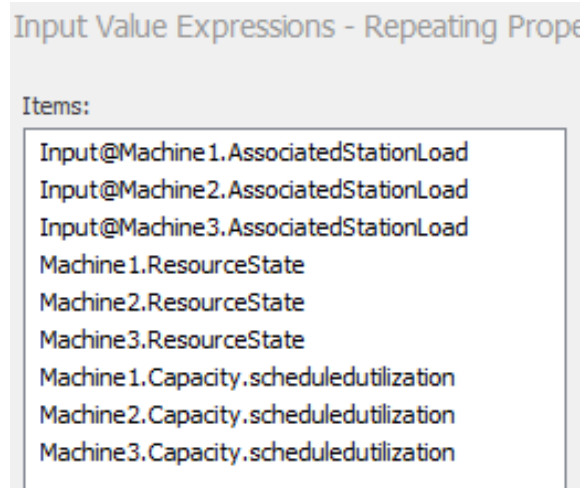 Input Value Expressions - Repeating Prope
Items:
Input@Machine1.AssociatedStationLoad
Input@Machine2.AssociatedStationLoad
Input@Machine3.AssociatedStationLoad
Machine1.ResourceState
Machine2.ResourceState
Machine3.ResourceState
Machine1.Capacity.scheduledutilization
Machine2.Capacity.scheduledutilization
Machine3.Capacity.scheduledutilization